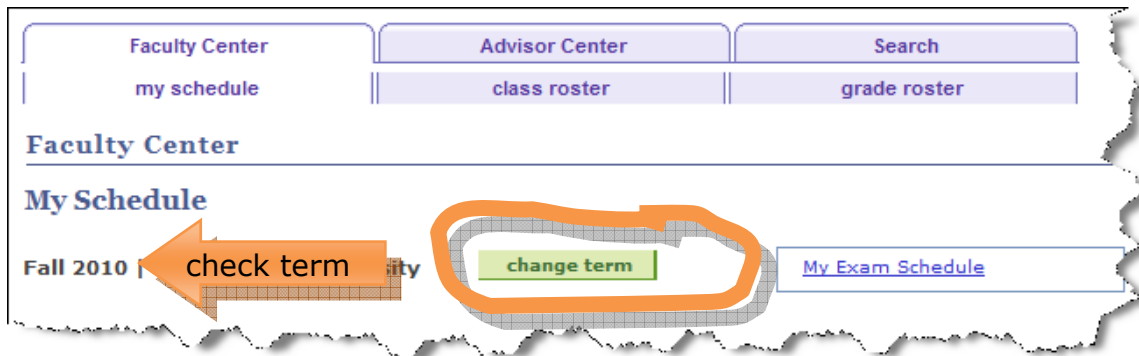 Faculty Center Advisor Center Search
my schedule class roster grade roster
Faculty Center
My Schedule
Fall 2010 | check term sity change term My Exam Schedule